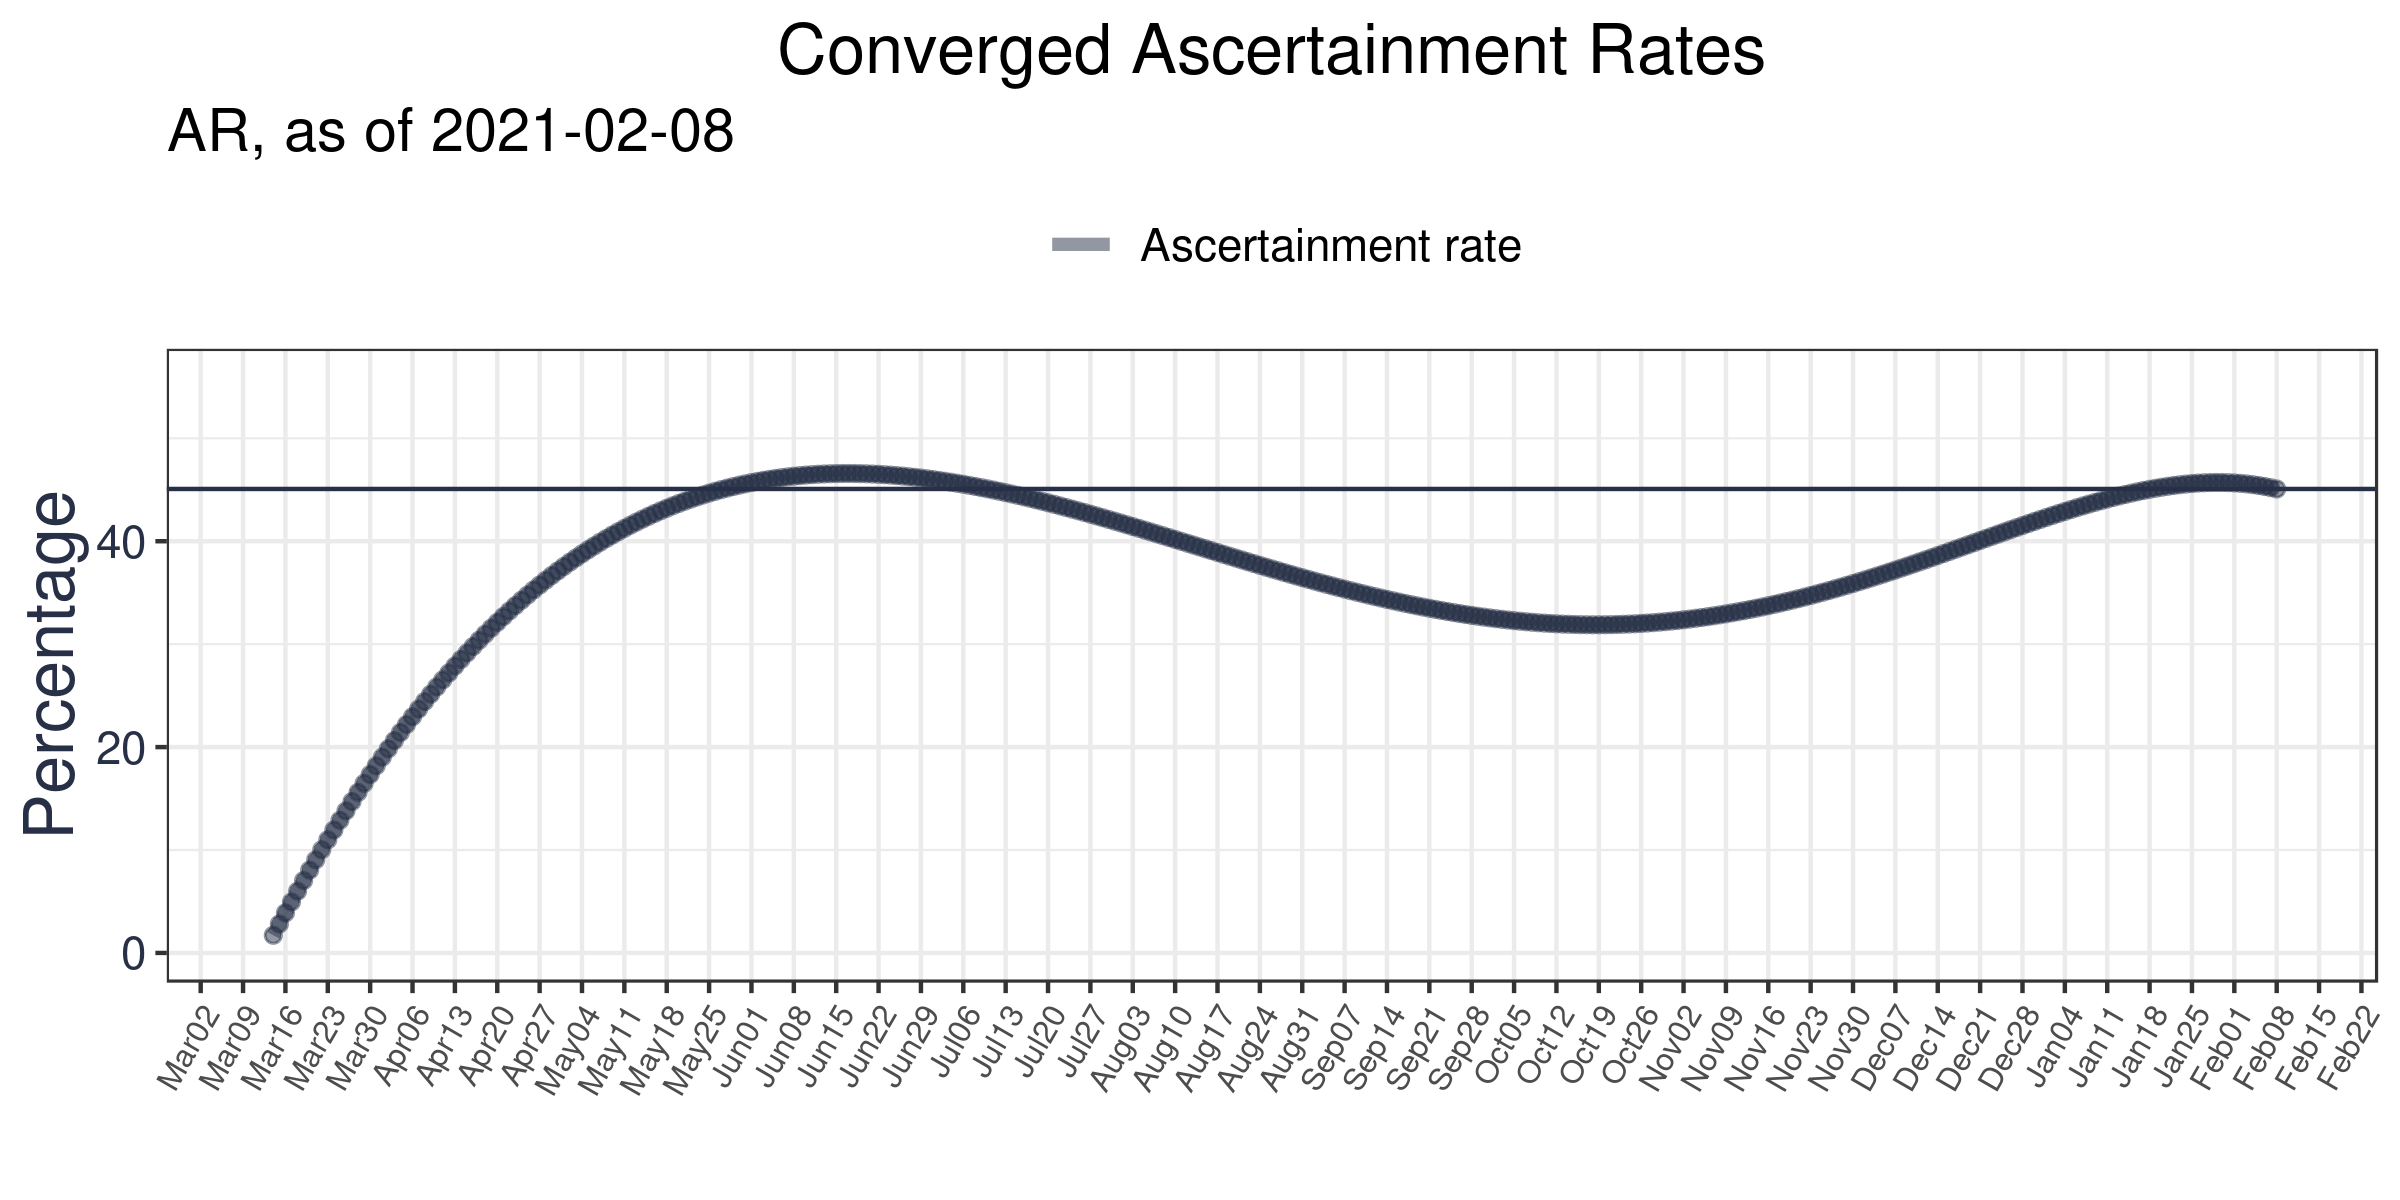 Converged Ascertainment Rates
AR, as of 2021-02-08
Ascertainment rate
Percentage
40
20
0
Mar02 Mar09 Mar16 Mar23 Mar30 Apr06 Apr13 Apr20 Apr27 May04 May11 May18 May25 Jun01 Jun08 Jun15 Jun22 Jun29 Jul06 Jul13 Jul20 Jul27 Aug03 Aug10 Aug17 Aug24 Aug31 Sep07 Sep14 Sep21 Sep28 Oct05 Oct12 Oct19 Oct26 Nov02 Nov09 Nov16 Nov23 Nov30 Dec07 Dec14 Dec21 Dec28 Jan04 Jan11 Jan18 Jan25 Feb01 Feb08 Feb15 Feb22